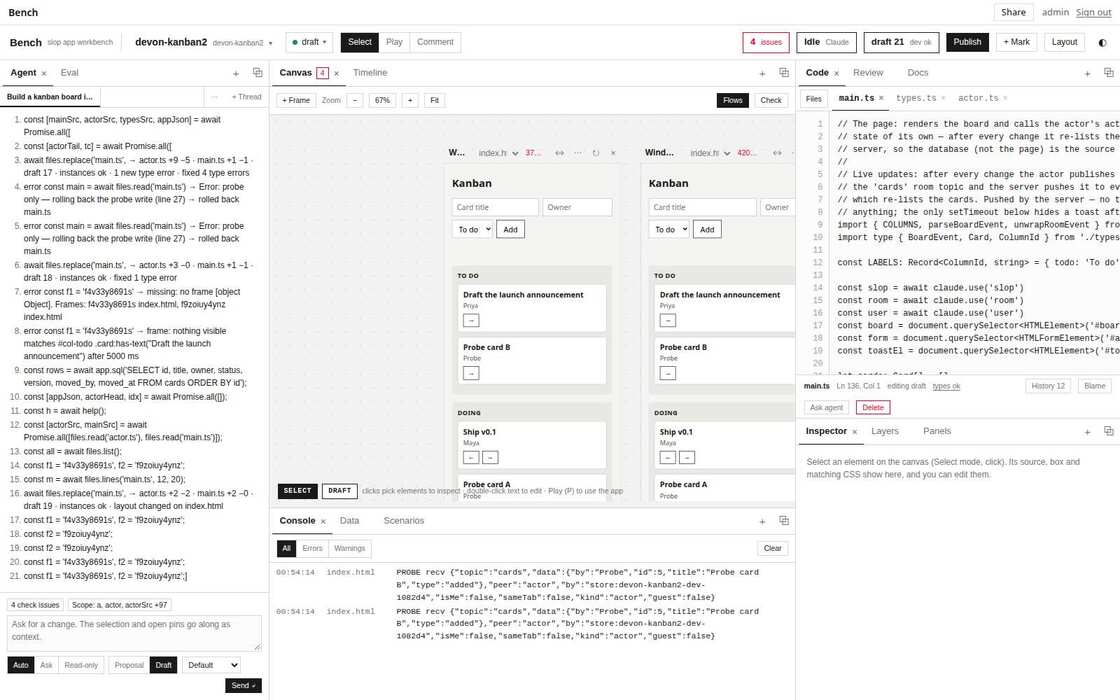 Bench
Share admin Sign out
Bench slop app workbench devon-kanban2 devon-kanban2 ▾ draft ▾ Select Play Comment 4 issues Idle Claude draft 21 dev ok Publish + Mark Layout
Agent × Eval +
Build a kanban board i… ⋯ + Thread
1. const [mainSrc, actorSrc, typesSrc, appJson] = await
Promise.all([
2. const [actorTail, tc] = await Promise.all([
3. await files.replace('main.ts', → actor.ts +9 −5 · main.ts +1 −1 ·
draft 17 · instances ok · 1 new type error · fixed 4 type errors
4. error const main = await files.read('main.ts') → Error: probe
only — rolling back the probe write (line 27) → rolled back
main.ts
5. error const main = await files.read('main.ts') → Error: probe
only — rolling back the probe write (line 27) → rolled back
main.ts
6. await files.replace('main.ts', → actor.ts +3 −0 · main.ts +1 −1 ·
draft 18 · instances ok · fixed 1 type error
7. error const f1 = 'f4v33y8691s' → missing: no frame [object
Object]. Frames: f4v33y8691s index.html, f9zoiuy4ynz
index.html
8. error const f1 = 'f4v33y8691s' → frame: nothing visible
matches #col-todo .card:has-text("Draft the launch
announcement") after 5000 ms
9. const rows = await app.sql('SELECT id, title, owner, status,
version, moved_by, moved_at FROM cards ORDER BY id');
10. const [appJson, actorHead, idx] = await Promise.all([]);
11. const h = await help();
12. const [actorSrc, mainSrc] = await
Promise.all([files.read('actor.ts'), files.read('main.ts')]);
13. const all = await files.list();
14. const f1 = 'f4v33y8691s', f2 = 'f9zoiuy4ynz';
15. const m = await files.lines('main.ts', 12, 20);
16. await files.replace('main.ts', → actor.ts +2 −2 · main.ts +2 −0 ·
draft 19 · instances ok · layout changed on index.html
17. const f1 = 'f4v33y8691s', f2 = 'f9zoiuy4ynz';
18. const f2 = 'f9zoiuy4ynz';
19. const f2 = 'f9zoiuy4ynz';
20. const f1 = 'f4v33y8691s', f2 = 'f9zoiuy4ynz';
21. const f1 = 'f4v33y8691s', f2 = 'f9zoiuy4ynz';]
4 check issues Scope: a, actor, actorSrc +97
Ask for a change. The selection and open pins go along as
context.
Auto Ask Read-only Proposal Draft Default
Send
Canvas 4 × Timeline +
+ Frame Zoom − 67% + Fit Flows Check
W… index.h 37… ⋯ ×
Kanban
Card title Owner
To do Add
TO DO
Draft the launch announcement
Priya
→
Probe card B
Probe
→
DOING
Ship v0.1
Maya
← →
Probe card A
Probe
Wind… index.h 420… ⋯
Kanban
Card title Owner
To do Add
TO DO
Draft the launch announcement
Priya
→
Probe card B
Probe
→
DOING
Ship v0.1
Maya
← →
Probe card A
Probe
SELECT DRAFT clicks pick elements to inspect · double-click text to edit · Play (P) to use the app
Console × Data Scenarios +
All Errors Warnings Clear
00:54:14 index.html PROBE recv {"topic":"cards","data":{"by":"Probe","id":5,"title":"Probe card
B","type":"added"},"peer":"actor","by":"store:devon-kanban2-dev-
1082d4","isMe":false,"sameTab":false,"kind":"actor","guest":false}
00:54:14 index.html PROBE recv {"topic":"cards","data":{"by":"Probe","id":5,"title":"Probe card
B","type":"added"},"peer":"actor","by":"store:devon-kanban2-dev-
1082d4","isMe":false,"sameTab":false,"kind":"actor","guest":false}
Code × Review Docs +
Files main.ts × types.ts × actor.ts ×
1 // The page: renders the board and calls the actor's act
2 // state of its own — after every change it re-lists the
3 // server, so the database (not the page) is the source
4 //
5 // Live updates: after every change the actor publishes
6 // the 'cards' room topic and the server pushes it to ev
7 // which re-lists the cards. Pushed by the server — no t
8 // anything; the only setTimeout below hides a toast aft
9 import { COLUMNS, parseBoardEvent, unwrapRoomEvent } fro
10 import type { BoardEvent, Card, ColumnId } from './types
11
12 const LABELS: Record<ColumnId, string> = { todo: 'To do'
13
14 const slop = await claude.use('slop')
15 const room = await claude.use('room')
16 const user = await claude.use('user')
17 const board = document.querySelector<HTMLElement>('#boar
18 const form = document.querySelector<HTMLFormElement>('#a
19 const toastEl = document.querySelector<HTMLElement>('#to
20
main.ts Ln 136, Col 1 editing draft types ok History 12 Blame
Ask agent Delete
Inspector × Layers Panels +
Select an element on the canvas (Select mode, click). Its source, box and
matching CSS show here, and you can edit them.